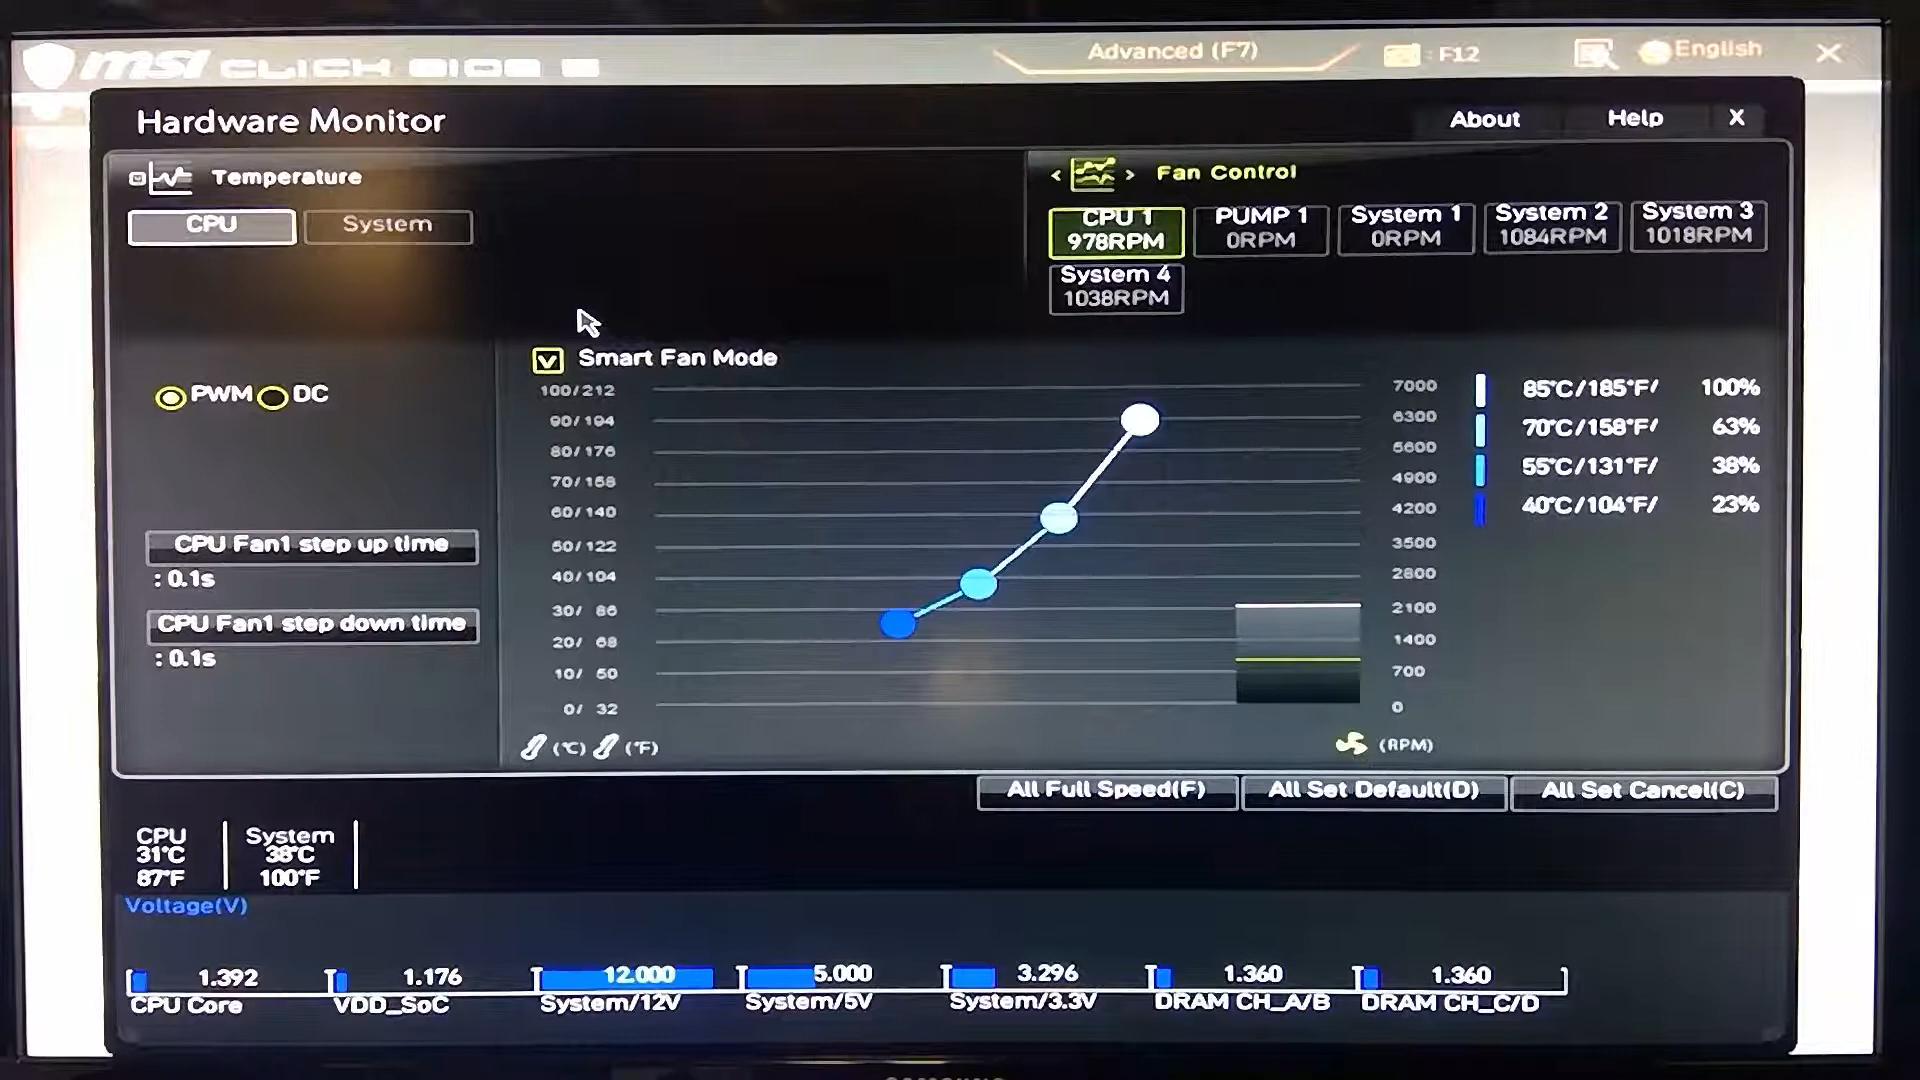 msi CLICK BIOS 5
Advanced (F7)
: F12
English
X
Hardware Monitor
About
Help
X
Temperature
CPU
System
< > Fan Control
CPU 1
978RPM
PUMP 1
0RPM
System 1
0RPM
System 2
1084RPM
System 3
1018RPM
System 4
1038RPM
PWM
DC
CPU Fan1 step up time
: 0.1s
CPU Fan1 step down time
: 0.1s
Smart Fan Mode
100/212
90/194
80/176
70/158
60/140
50/122
40/104
30/ 86
20/ 68
10/ 50
0/ 32
(°C) (°F)
7000
6300
5600
4900
4200
3500
2800
2100
1400
700
0
(RPM)
85°C/185°F/ 100%
70°C/158°F/ 63%
55°C/131°F/ 38%
40°C/104°F/ 23%
All Full Speed(F)
All Set Default(D)
All Set Cancel(C)
CPU
31°C
87°F
System
38°C
100°F
Voltage(V)
1.392
CPU Core
1.176
VDD_SoC
12.000
System/12V
5.000
System/5V
3.296
System/3.3V
1.360
DRAM CH_A/B
1.360
DRAM CH_C/D